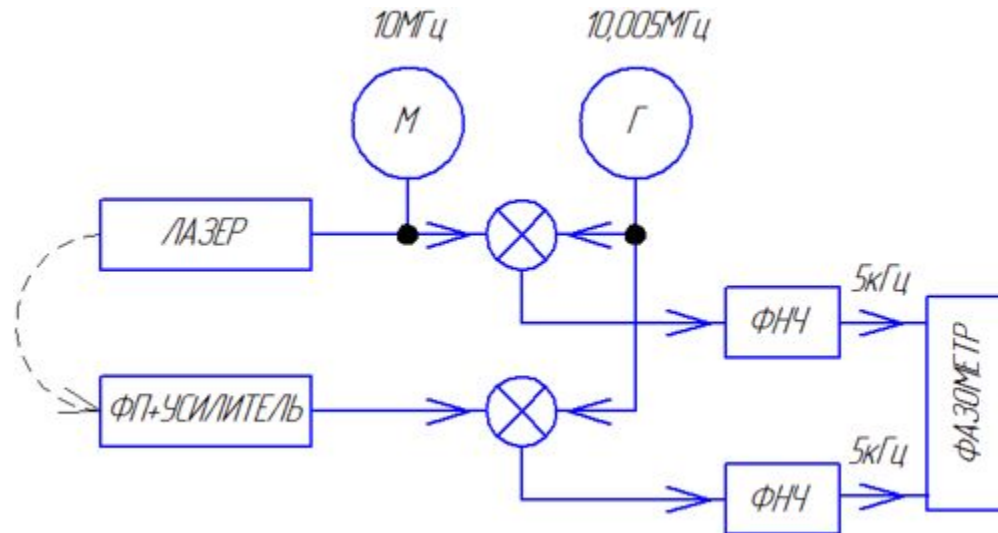 10МГц
10,005МГц
М
Г
ЛАЗЕР
5кГц
ФНЧ
ФАЗОМЕТР
ФП+УСИЛИТЕЛЬ
5кГц
ФНЧ